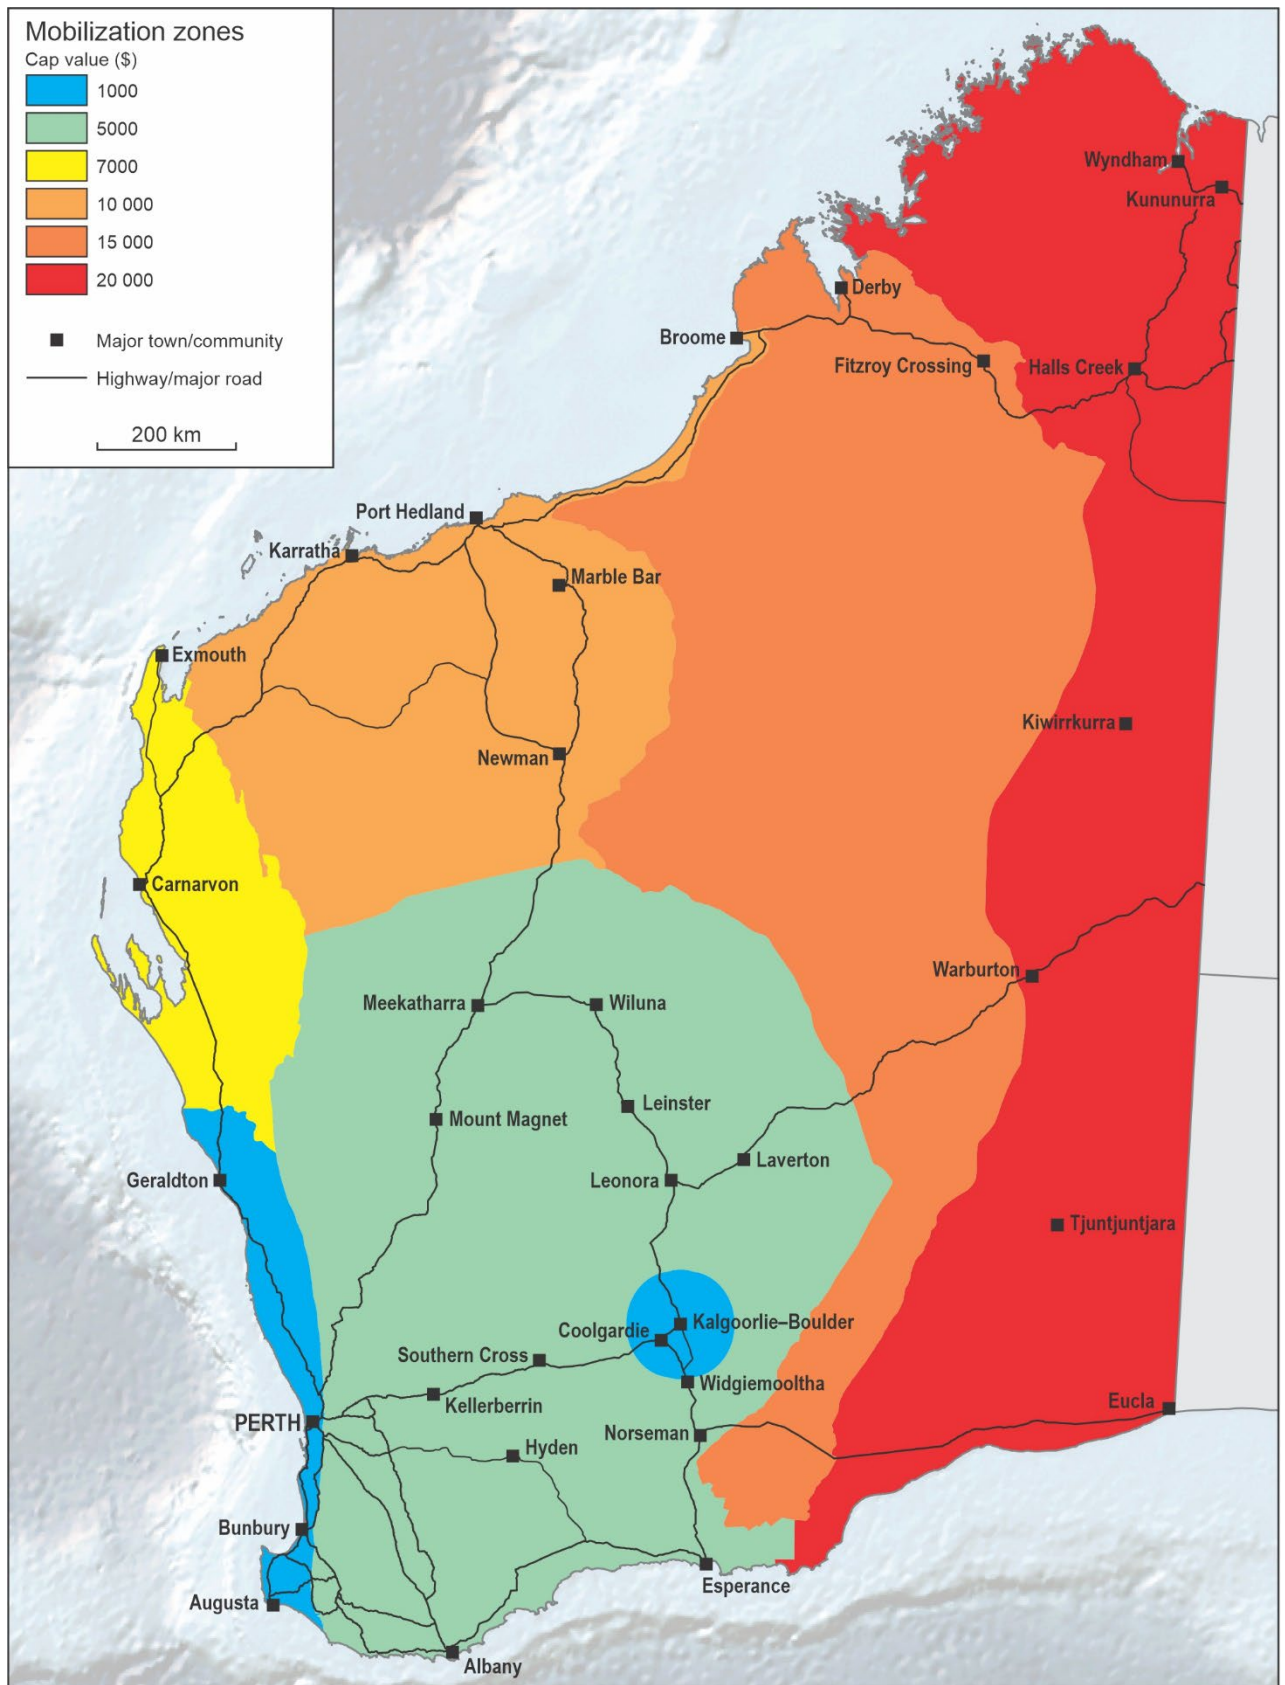 Mobilization zones
Cap value ($)
1000
5000
7000
10 000
15 000
20 000
Major town/community
Highway/major road
200 km
Wyndham
Kununurra
Derby
Broome
Fitzroy Crossing
Halls Creek
Port Hedland
Karratha
Marble Bar
Exmouth
Kiwirrkurra
Newman
Carnarvon
Warburton
Meekatharra
Wiluna
Leinster
Mount Magnet
Laverton
Geraldton
Leonora
Tjuntjuntjara
Kalgoorlie–Boulder
Coolgardie
Southern Cross
Widgiemooltha
Kellerberrin
Eucla
PERTH
Norseman
Hyden
Bunbury
Esperance
Augusta
Albany